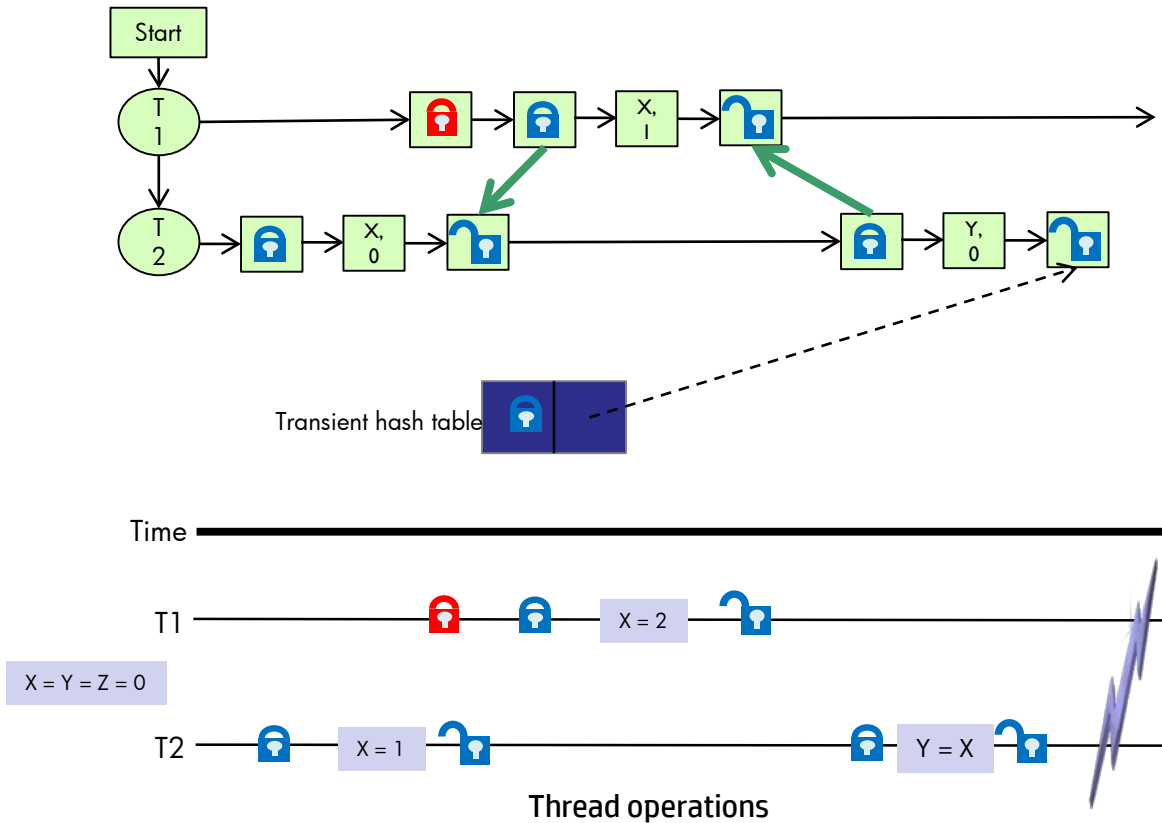 Start
T
1
X,
1
T
2
X,
0
Y,
0
Transient hash table
Time
T1
X = 2
X = Y = Z = 0
T2
X = 1
Y = X
Thread operations